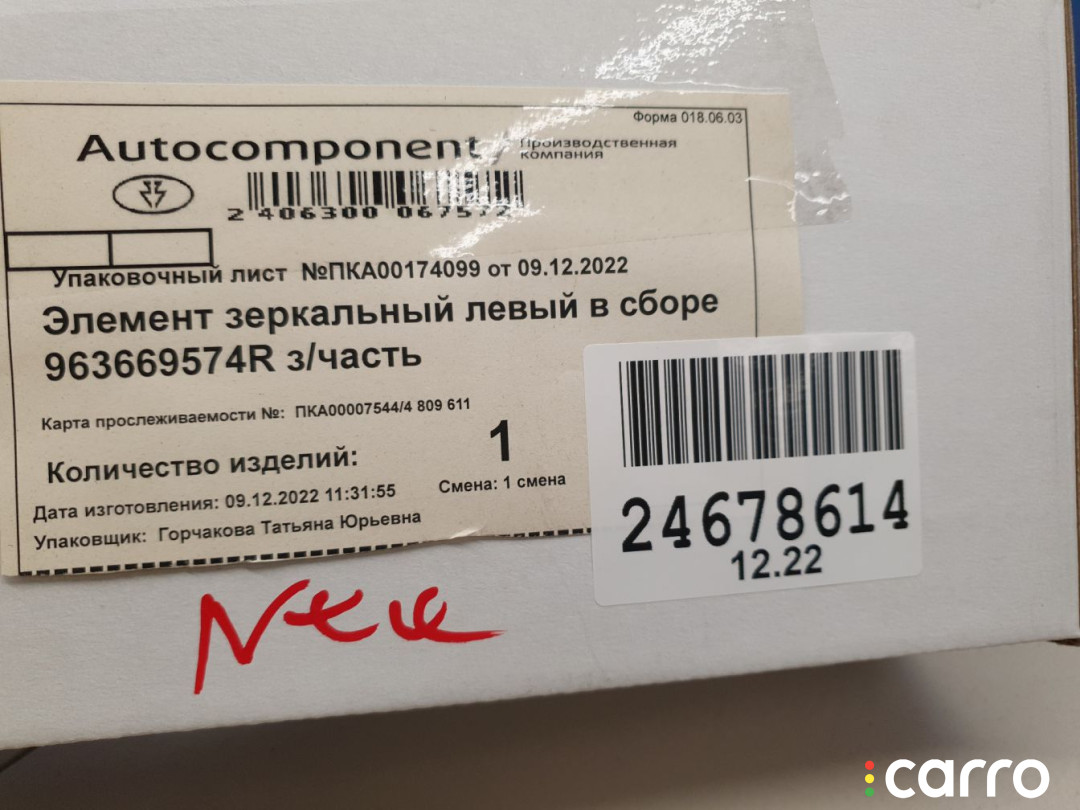 Форма 018.06.03
Autocomponent Производственная
компания
2 406300 067572
Упаковочный лист №ПКА00174099 от 09.12.2022
Элемент зеркальный левый в сборе
963669574R з/часть
Карта прослеживаемости №: ПКА00007544/4 809 611
Количество изделий: 1
Дата изготовления: 09.12.2022 11:31:55 Смена: 1 смена
Упаковщик: Горчакова Татьяна Юрьевна
24678614
12.22
carro